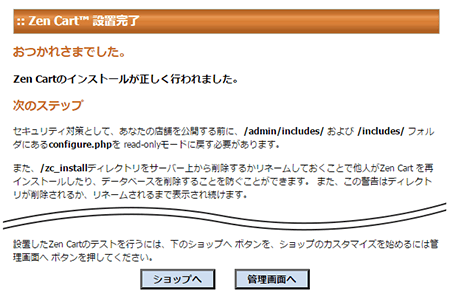 :: Zen Cart™ 設置完了
おつかれさまでした。
Zen Cartのインストールが正しく行われました。
次のステップ
セキュリティ対策として、あなたの店舗を公開する前に、/admin/includes/ および /includes/ フォル
ダにあるconfigure.phpを read-onlyモードに戻す必要があります。
また、/zc_installディレクトリをサーバー上から削除するかリネームしておくことで他人がZen Cart を再
インストールしたり、データベースを削除することを防ぐことができます。 また、この警告はディレクト
リが削除されるか、リネームされるまで表示され続けます。
設置したZen Cartのテストを行うには、下のショップへ ボタンを、ショップのカスタマイズを始めるには管
理画面へ ボタンを押してください。
ショップへ 管理画面へ